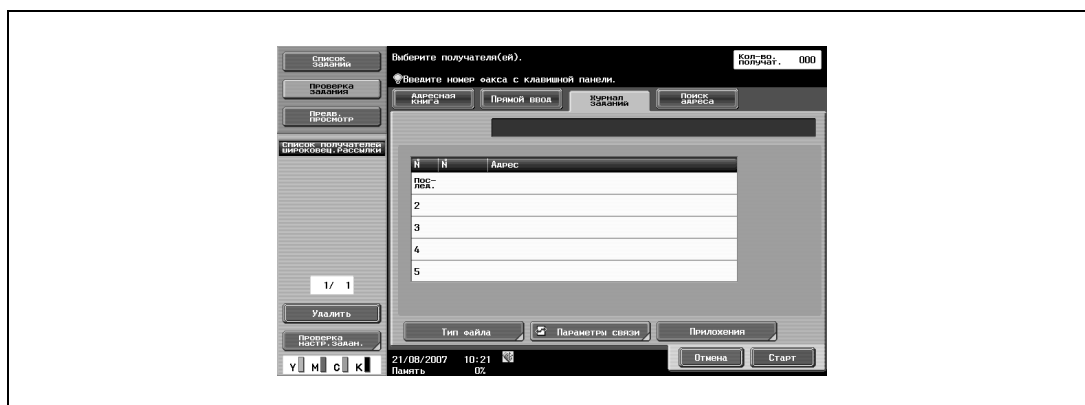 Список
заданий
Проверка
задания
Предв.
просмотр
Список получателей
широковещ.рассылки
1/ 1
Удалить
Проверка
настр.задан.
Y M C K
Выберите получателя(ей).
Кол-во.
получат. 000
Введите номер факса с клавишной панели.
Адресная
книга
Прямой ввод
Журнал
заданий
Поиск
адреса
N N Адрес
Пос-
лед.
2
3
4
5
Тип файла
Параметры связи
Приложения
21/08/2007 10:21
Память 0%
Отмена
Старт